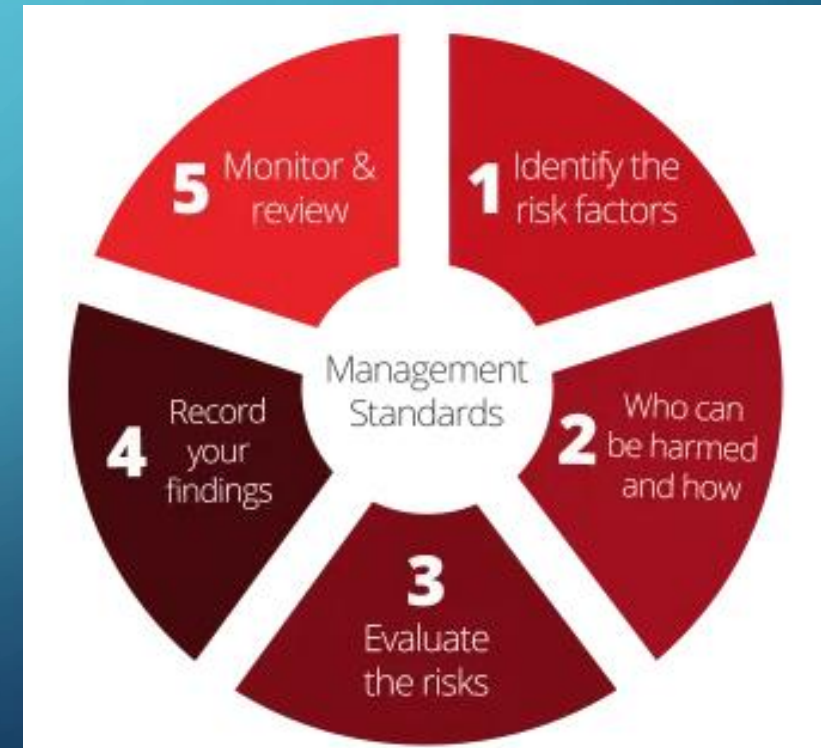 Management
Standards
1 Identify the
risk factors
2 Who can
be harmed
and how
3
Evaluate
the risks
4 Record
your
findings
5 Monitor &
review